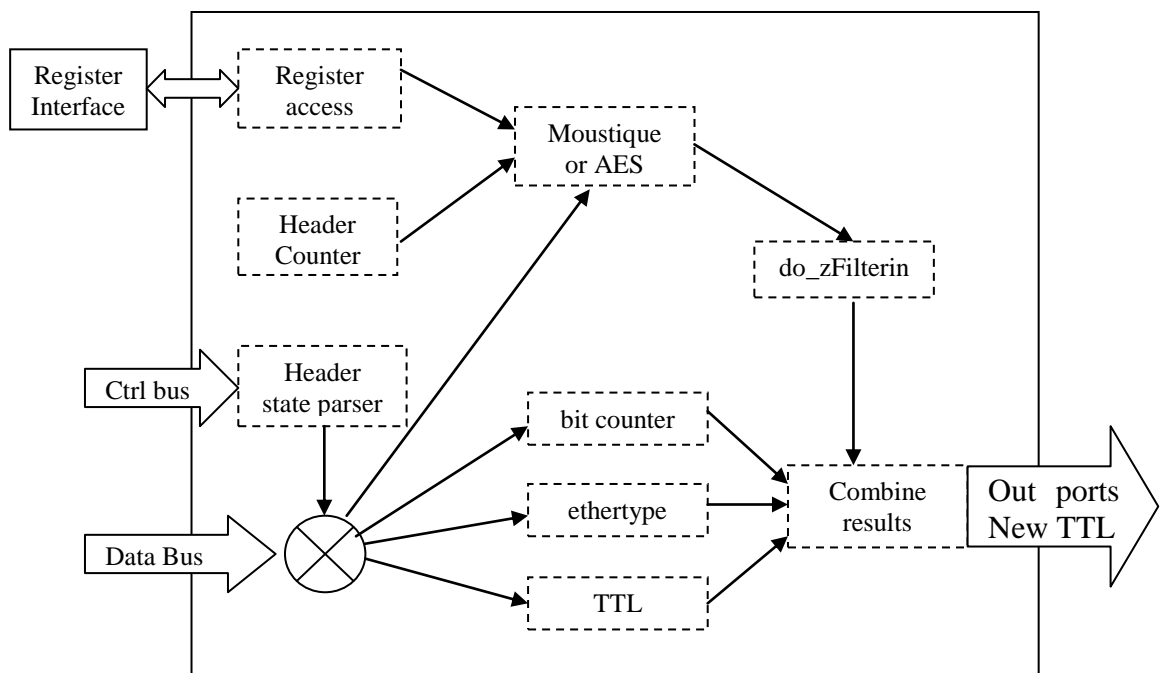 Register
Interface
Register
access
Moustique
or AES
Header
Counter
do_zFilterin
Ctrl bus
Header
state parser
bit counter
Data Bus
ethertype
TTL
Combine
results
Out ports
New TTL